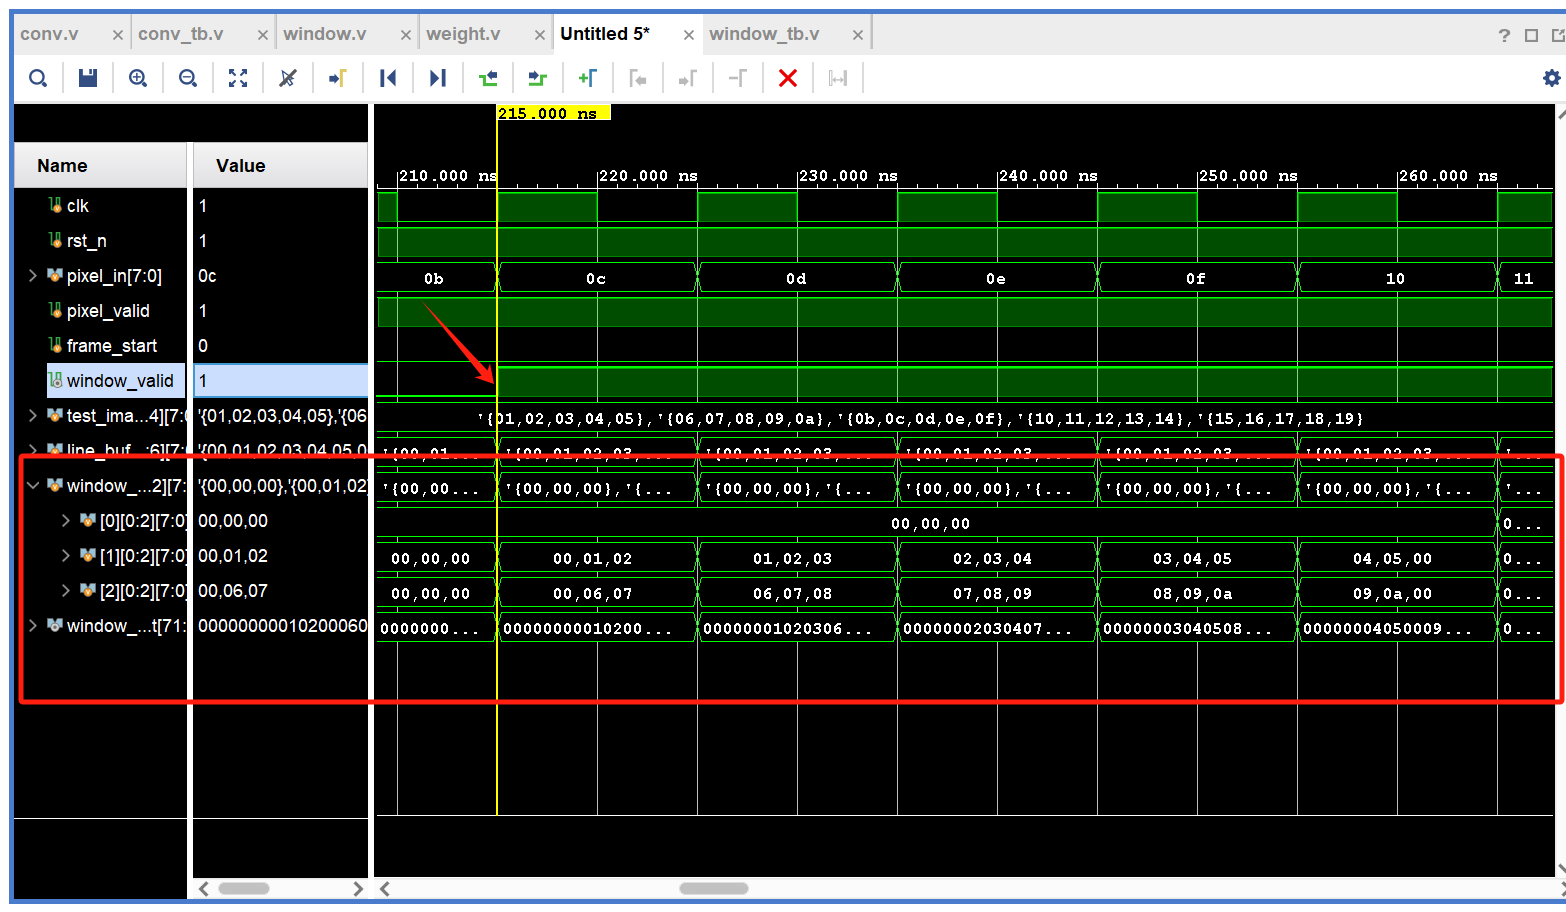 conv.v × conv_tb.v × window.v × weight.v × Untitled 5* × window_tb.v × ?
215.000 ns
Name Value
210.000 ns 220.000 ns 230.000 ns 240.000 ns 250.000 ns 260.000 ns
clk 1
rst_n 1
pixel_in[7:0] 0c 0b 0c 0d 0e 0f 10 11
pixel_valid 1
frame_start 0
window_valid 1
test_ima...4][7:0 '{01,02,03,04,05},'{06 '{01,02,03,04,05},'{06,07,08,09,0a},'{0b,0c,0d,0e,0f},'{10,11,12,13,14},'{15,16,17,18,19}
line_buf...:6][7: '{00,01,02,03,04,05,0 '{00,01... '{00,01,02,03... '{00,01,02,03... '{00,01,02,03... '{00,01,02,03... '{00,01,02,03... '...
window_...2][7: '{00,00,00},'{00,01,02} '{00,00... '{00,00,00},'{... '{00,00,00},'{... '{00,00,00},'{... '{00,00,00},'{... '{00,00,00},'{... '...
[0][0:2][7:0] 00,00,00 00,00,00 0...
[1][0:2][7:0] 00,01,02 00,00,00 00,01,02 01,02,03 02,03,04 03,04,05 04,05,00 0...
[2][0:2][7:0] 00,06,07 00,00,00 00,06,07 06,07,08 07,08,09 08,09,0a 09,0a,00 0...
window_...t[71: 00000000010200060 0000000... 00000000010200... 00000001020306... 00000002030407... 00000003040508... 00000004050009... 0...